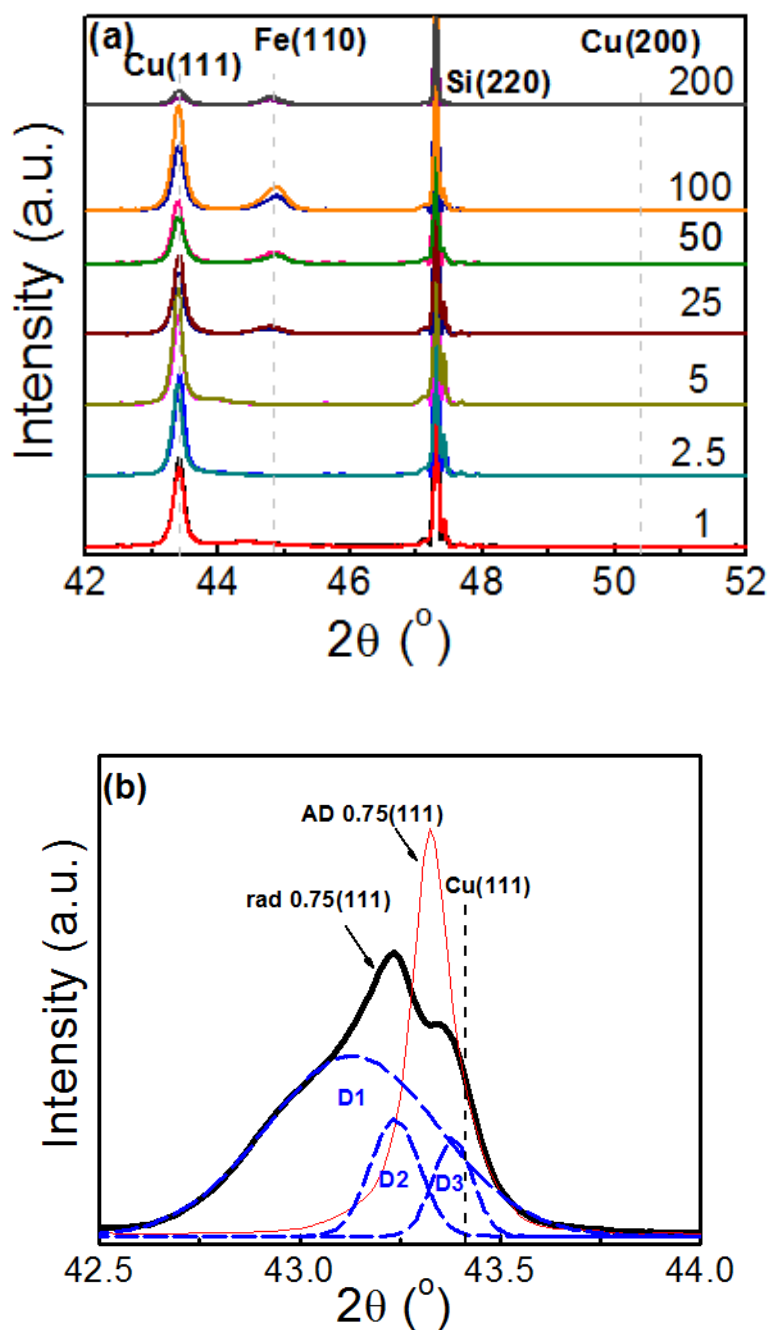 (a)
Fe(110)
Cu(200)
Cu(111)
Si(220)
200
100
50
25
5
2.5
1
Intensity (a.u.)
42 44 46 48 50 52
2θ (°)
(b)
AD 0.75(111)
Cu(111)
rad 0.75(111)
D1
D2 D3
Intensity (a.u.)
42.5 43.0 43.5 44.0
2θ (°)